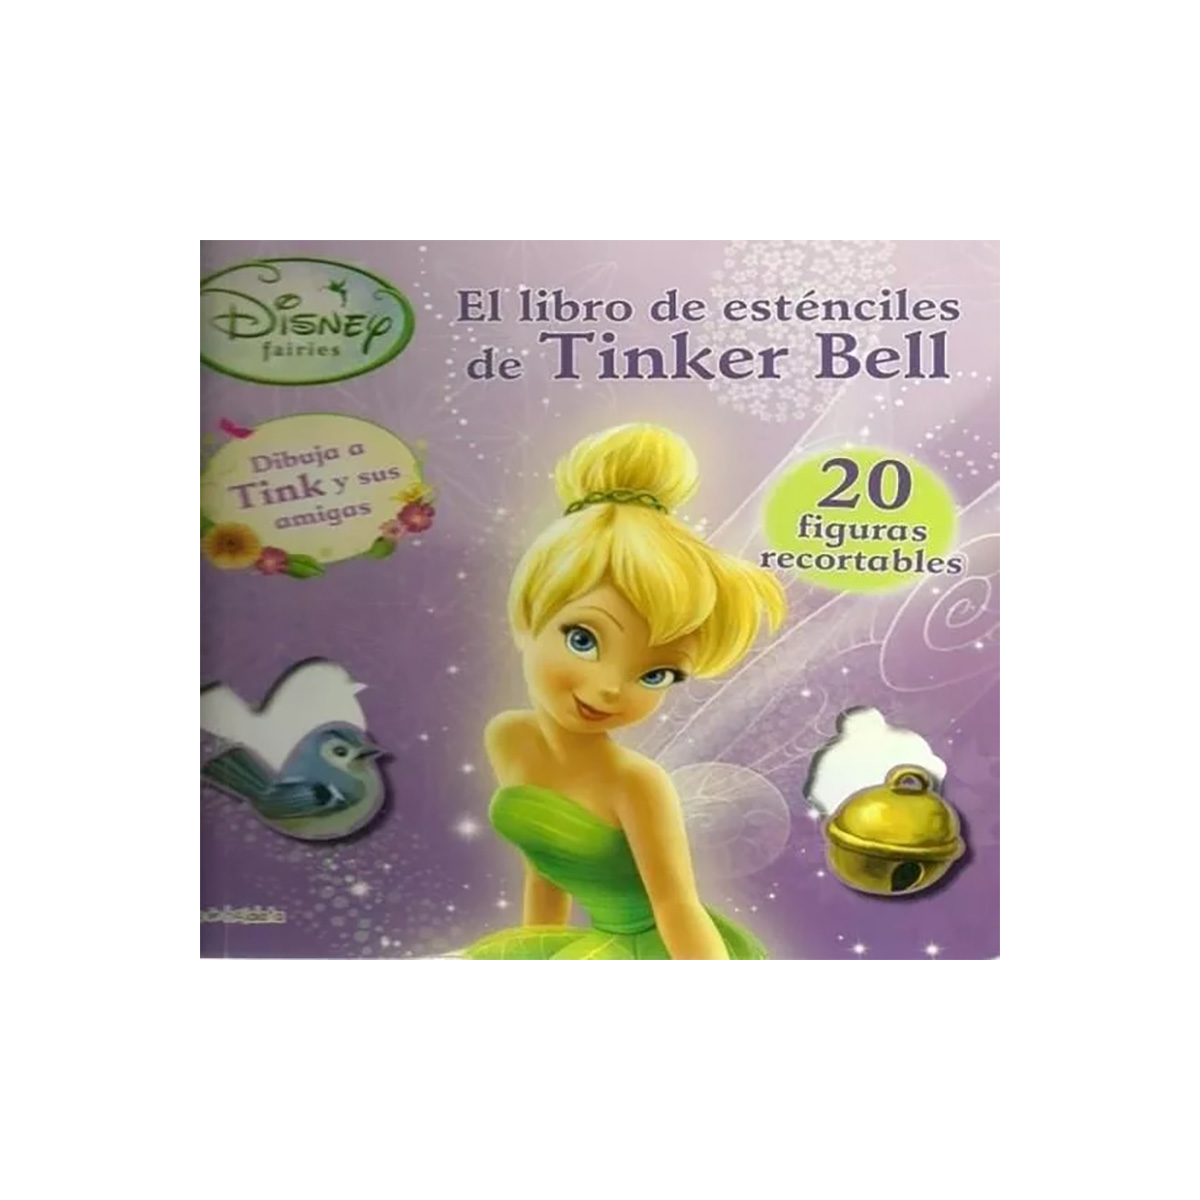 Disney
fairies
El libro de esténciles
de Tinker Bell
Dibuja a
Tink y sus
amigas
20
figuras
recortables